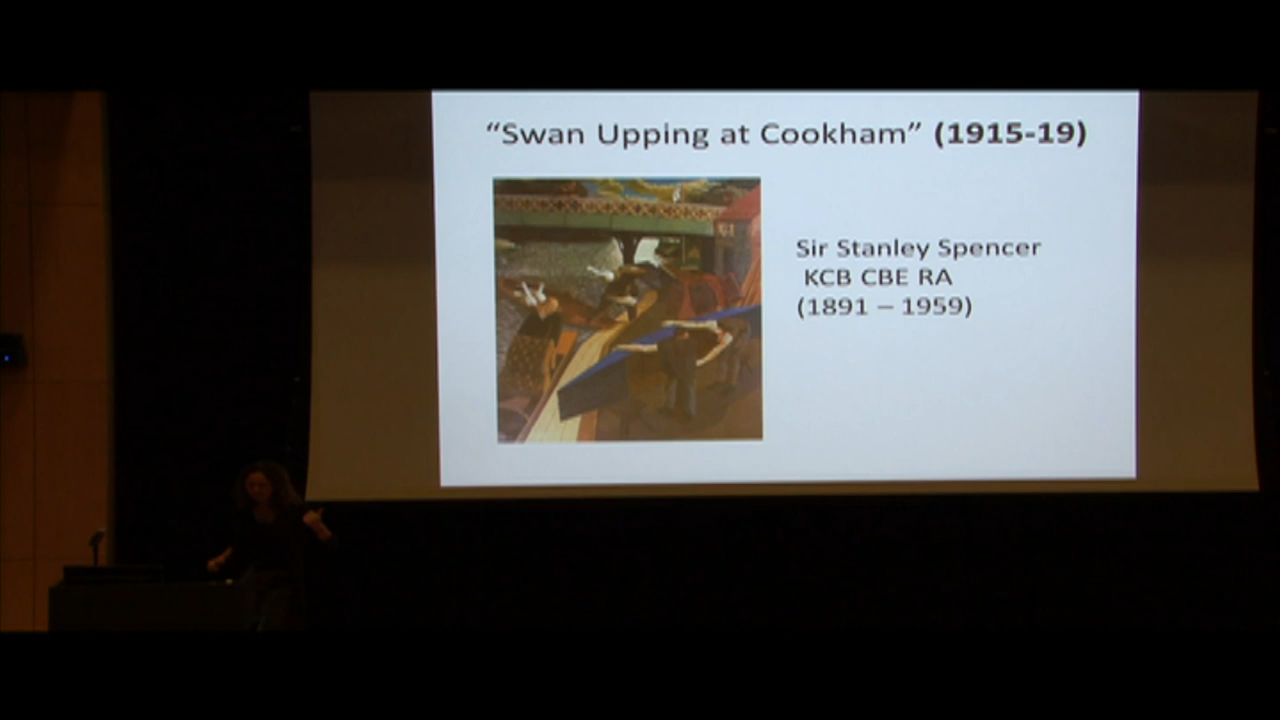 “Swan Upping at Cookham” (1915-19)
Sir Stanley Spencer
KCB CBE RA
(1891 – 1959)